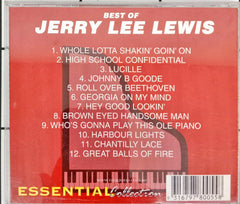 BEST OF
JERRY LEE LEWIS
1. WHOLE LOTTA SHAKIN' GOIN' ON
2. HIGH SCHOOL CONFIDENTIAL
3. LUCILLE
4. JOHNNY B GOODE
5. ROLL OVER BEETHOVEN
6. GEORGIA ON MY MIND
7. HEY GOOD LOOKIN'
8. BROWN EYED HANDSOME MAN
9. WHO'S GONNA PLAY THIS OLE PIANO
10. HARBOUR LIGHTS
11. CHANTILLY LACE
12. GREAT BALLS OF FIRE
ESSENTIAL Collection
5 316797 800558